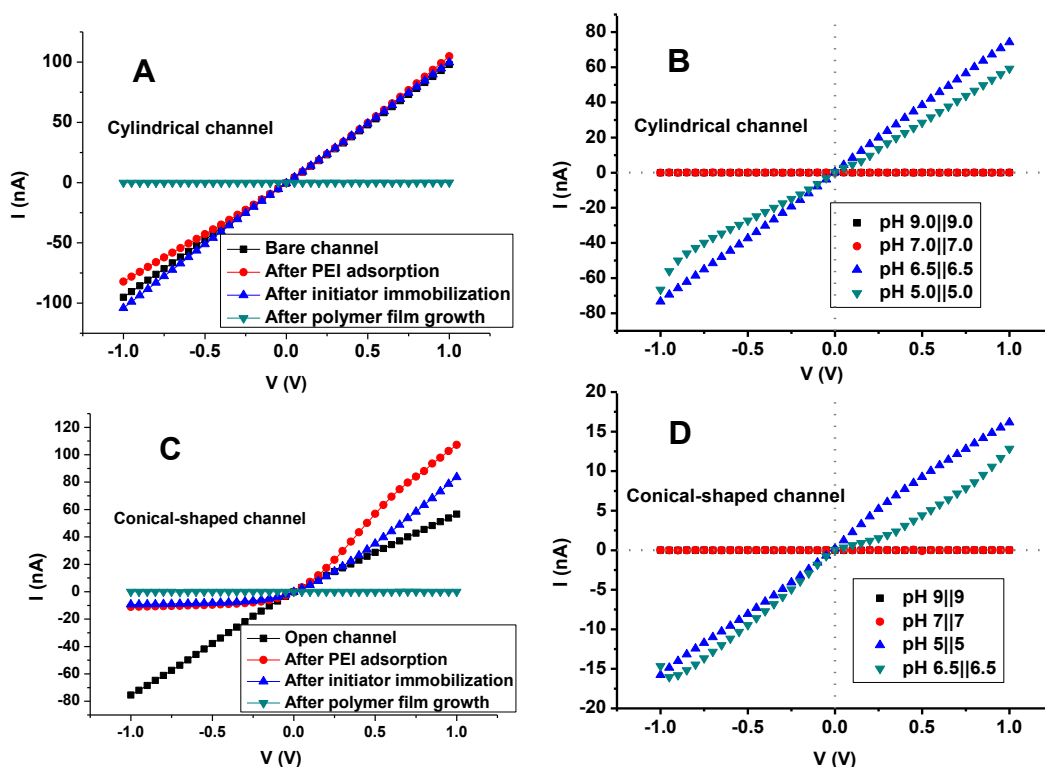 A
Cylindrical channel
I (nA)
100
50
0
-50
-100
Bare channel
After PEI adsorption
After initiator immobilization
After polymer film growth
-1.0 -0.5 0.0 0.5 1.0
V (V)
B
Cylindrical channel
I (nA)
80
60
40
20
0
-20
-40
-60
-80
pH 9.0||9.0
pH 7.0||7.0
pH 6.5||6.5
pH 5.0||5.0
-1.0 -0.5 0.0 0.5 1.0
V (V)
C
Conical-shaped channel
I (nA)
120
100
80
60
40
20
0
-20
-40
-60
-80
Open channel
After PEI adsorption
After initiator immobilization
After polymer film growth
-1.0 -0.5 0.0 0.5 1.0
V (V)
D
Conical-shaped channel
I (nA)
20
15
10
5
0
-5
-10
-15
-20
pH 9||9
pH 7||7
pH 5||5
pH 6.5||6.5
-1.0 -0.5 0.0 0.5 1.0
V (V)